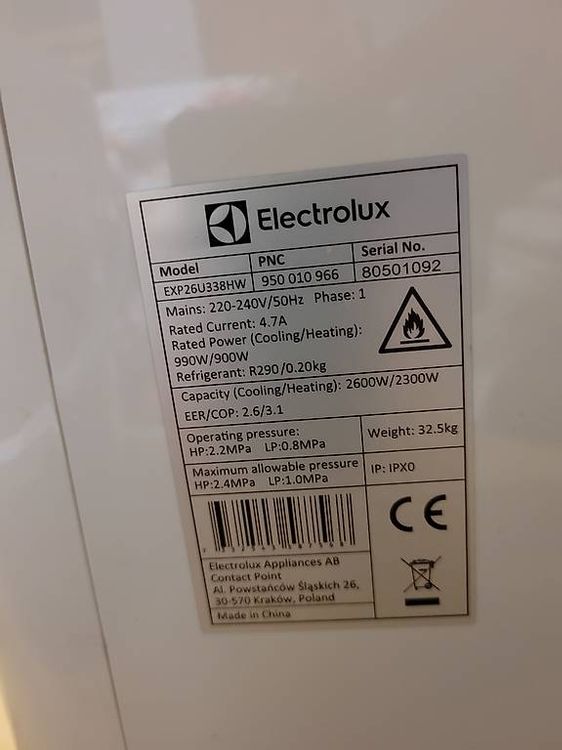 Electrolux
Model PNC Serial No.
EXP26U338HW 950 010 966 80501092
Mains: 220-240V/50Hz Phase: 1
Rated Current: 4.7A
Rated Power (Cooling/Heating):
990W/900W
Refrigerant: R290/0.20kg
Capacity (Cooling/Heating): 2600W/2300W
EER/COP: 2.6/3.1
Operating pressure:
HP:2.2MPa LP:0.8MPa
Weight: 32.5kg
Maximum allowable pressure
HP:2.4MPa LP:1.0MPa
IP: IPX0
CE
Electrolux Appliances AB
Contact Point
Al. Powstańców Śląskich 26,
30-570 Kraków, Poland
Made in China